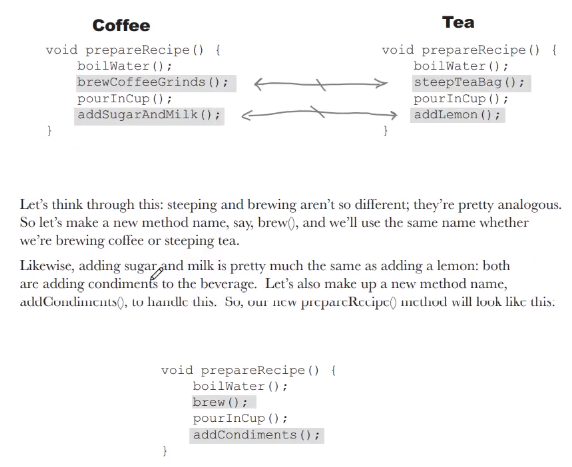 Coffee
void prepareRecipe() {
boilWater();
brewCoffeeGrinds();
pourInCup();
addSugarAndMilk();
}
Tea
void prepareRecipe() {
boilWater();
steepTeaBag();
pourInCup();
addLemon();
}
Let's think through this: steeping and brewing aren't so different; they're pretty analogous.
So let's make a new method name, say, brew(), and we'll use the same name whether
we're brewing coffee or steeping tea.
Likewise, adding sugar and milk is pretty much the same as adding a lemon: both
are adding condiments to the beverage. Let's also make up a new method name,
addCondiments(), to handle this. So, our new prepareRecipe() method will look like this:
void prepareRecipe() {
boilWater();
brew();
pourInCup();
addCondiments();
}